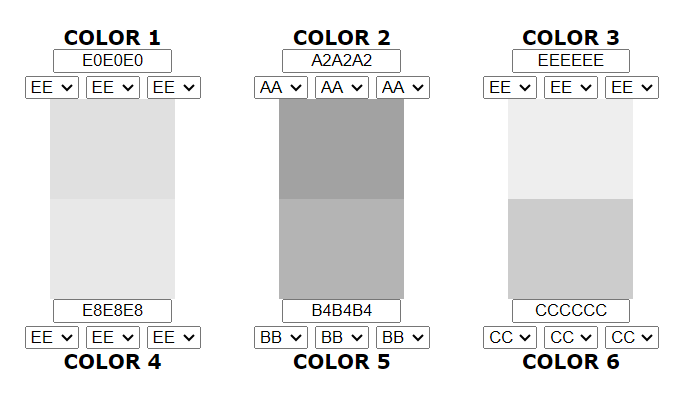 COLOR 1 COLOR 2 COLOR 3
E0E0E0 A2A2A2 EEEEEE
EE EE EE AA AA AA EE EE EE
E8E8E8 B4B4B4 CCCCCC
EE EE EE BB BB BB CC CC CC
COLOR 4 COLOR 5 COLOR 6